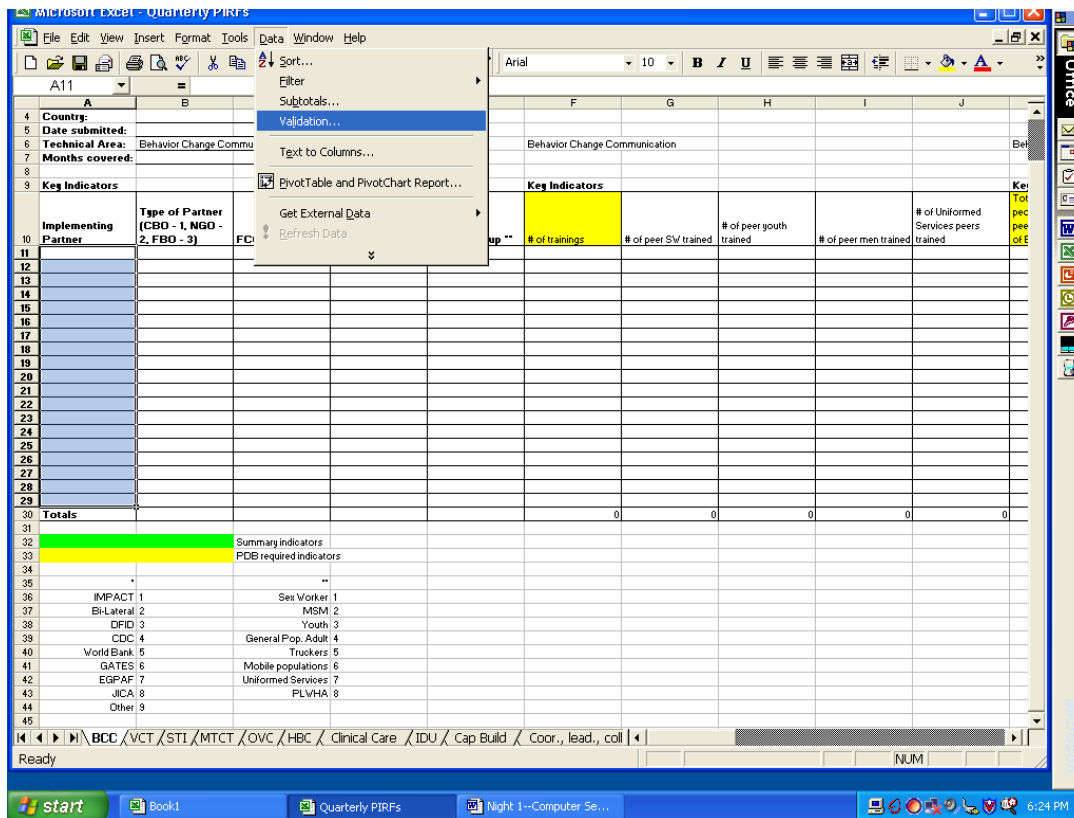 Microsoft Excel - Quarterly PIRFs
File Edit View Insert Format Tools Data Window Help
Arial 10 B I U
A11 =
Sort...
Filter
Subtotals...
Validation...
Text to Columns...
PivotTable and PivotChart Report...
Get External Data
Refresh Data
A B F G H I J
4 Country:
5 Date submitted:
6 Technical Area: Behavior Change Commu Behavior Change Communication Beh
7 Months covered:
8
9 Key Indicators Key Indicators Key
10 Implementing Partner Type of Partner (CBO - 1, NGO - 2, FBO - 3) FC up ** # of trainings # of peer SW trained # of peer youth trained # of peer men trained # of Uniformed Services peers trained Tot
11
12
13
14
15
16
17
18
19
20
21
22
23
24
25
26
27
28
29
30 Totals 0 0 0 0 0
31
32 Summary indicators
33 PDB required indicators
34
35 * **
36 IMPACT 1 Sex Worker 1
37 Bi-Lateral 2 MSM 2
38 DFID 3 Youth 3
39 CDC 4 General Pop. Adult 4
40 World Bank 5 Truckers 5
41 GATES 6 Mobile populations 6
42 EGPAF 7 Uniformed Services 7
43 JICA 8 PLWHA 8
44 Other 9
45
BCC VCT STI MTCT OVC HBC Clinical Care IDU Cap Build Coor., lead., coll
Ready NUM
start Book1 Quarterly PIRFs Night 1--Computer Se... 6:24 PM
Office